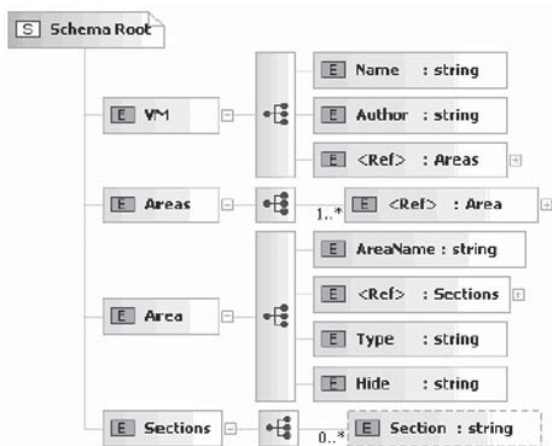 S Schema Root
E Name : string
E VM
E Author : string
E <Ref> : Areas
E Areas
1..*
E <Ref> : Area
E AreaName : string
E <Ref> : Sections
E Area
E Type : string
E Hide : string
E Sections
0..*
E Section : string